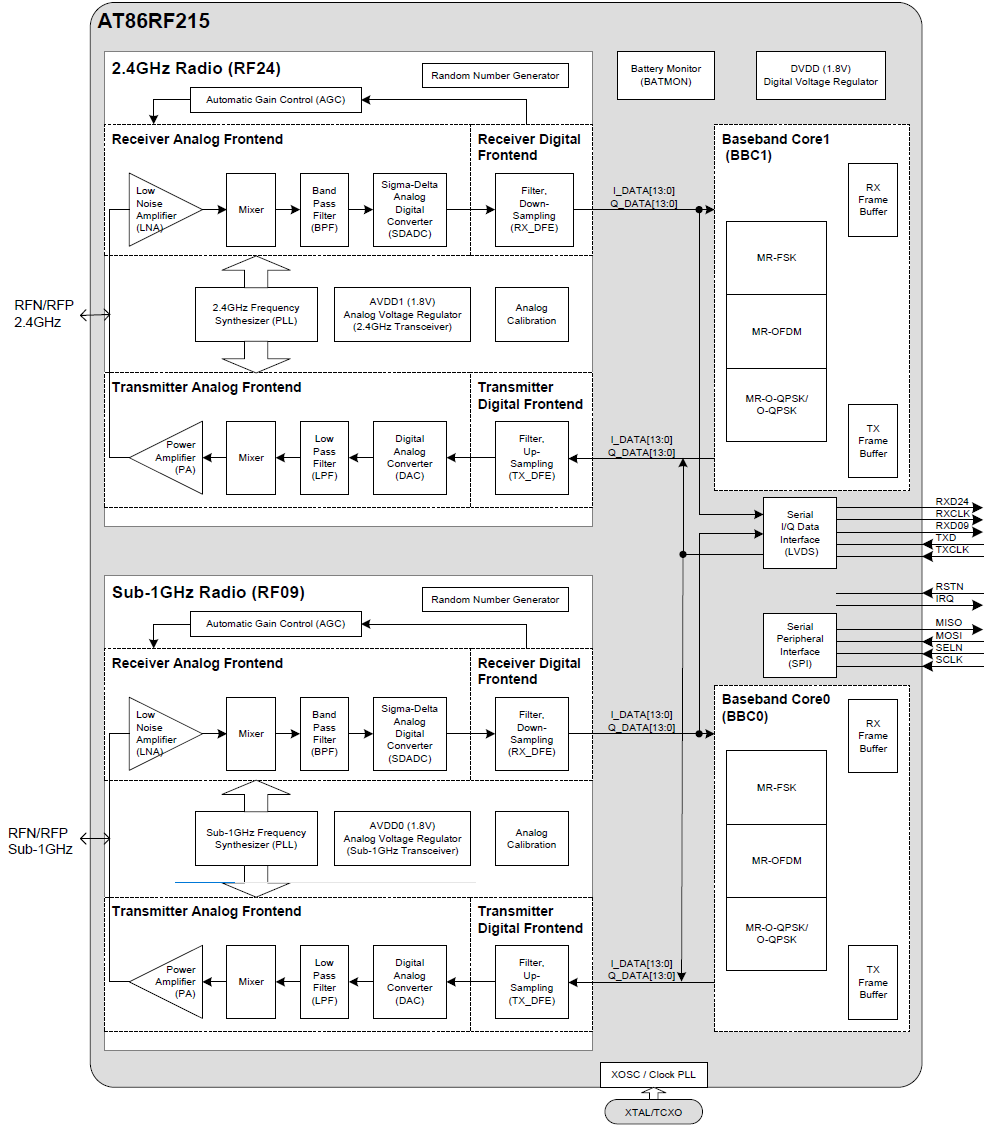 AT86RF215
2.4GHz Radio (RF24)
Random Number Generator
Automatic Gain Control (AGC)
Battery Monitor
(BATMON)
DVDD (1.8V)
Digital Voltage Regulator
Receiver Analog Frontend
Receiver Digital
Frontend
Low
Noise
Amplifier
(LNA)
Mixer
Band
Pass
Filter
(BPF)
Sigma-Delta
Analog
Digital
Converter
(SDADC)
Filter,
Down-
Sampling
(RX_DFE)
I_DATA[13:0]
Q_DATA[13:0]
Baseband Core1
(BBC1)
RX
Frame
Buffer
MR-FSK
MR-OFDM
MR-O-QPSK/
O-QPSK
TX
Frame
Buffer
RFN/RFP
2.4GHz
2.4GHz Frequency
Synthesizer (PLL)
AVDD1 (1.8V)
Analog Voltage Regulator
(2.4GHz Transceiver)
Analog
Calibration
Transmitter Analog Frontend
Transmitter
Digital Frontend
Power
Amplifier
(PA)
Mixer
Low
Pass
Filter
(LPF)
Digital
Analog
Converter
(DAC)
Filter,
Up-
Sampling
(TX_DFE)
I_DATA[13:0]
Q_DATA[13:0]
Serial
I/Q Data
Interface
(LVDS)
RXD24
RXCLK
RXD09
TXD
TXCLK
RSTN
IRQ
Serial
Peripheral
Interface
(SPI)
MISO
MOSI
SELN
SCLK
Sub-1GHz Radio (RF09)
Random Number Generator
Automatic Gain Control (AGC)
Receiver Analog Frontend
Receiver Digital
Frontend
Low
Noise
Amplifier
(LNA)
Mixer
Band
Pass
Filter
(BPF)
Sigma-Delta
Analog
Digital
Converter
(SDADC)
Filter,
Down-
Sampling
(RX_DFE)
I_DATA[13:0]
Q_DATA[13:0]
Baseband Core0
(BBC0)
RX
Frame
Buffer
MR-FSK
MR-OFDM
MR-O-QPSK/
O-QPSK
TX
Frame
Buffer
RFN/RFP
Sub-1GHz
Sub-1GHz Frequency
Synthesizer (PLL)
AVDD0 (1.8V)
Analog Voltage Regulator
(Sub-1GHz Transceiver)
Analog
Calibration
Transmitter Analog Frontend
Transmitter
Digital Frontend
Power
Amplifier
(PA)
Mixer
Low
Pass
Filter
(LPF)
Digital
Analog
Converter
(DAC)
Filter,
Up-
Sampling
(TX_DFE)
I_DATA[13:0]
Q_DATA[13:0]
XOSC / Clock PLL
XTAL/TCXO